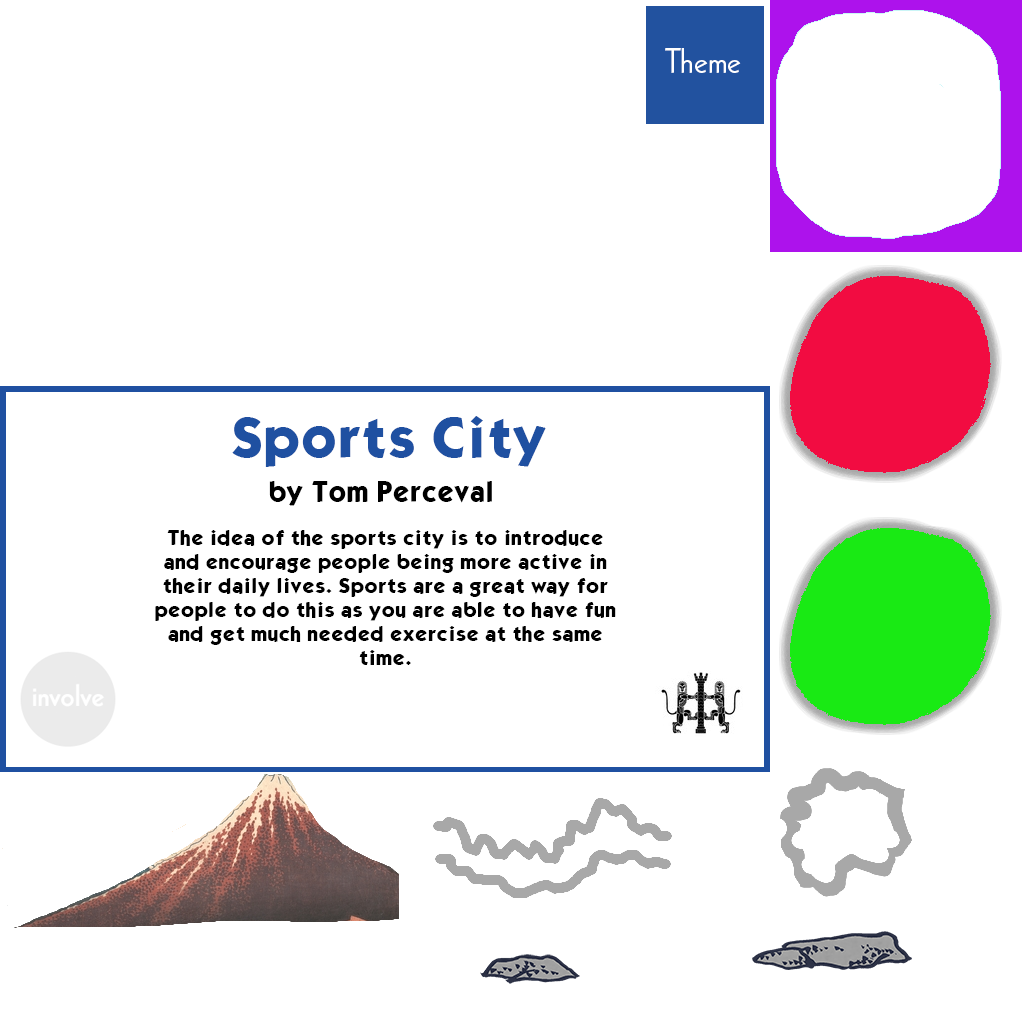 Theme
Sports City
by Tom Perceval
The idea of the sports city is to introduce
and encourage people being more active in
their daily lives. Sports are a great way for
people to do this as you are able to have fun
and get much needed exercise at the same
time.
involve